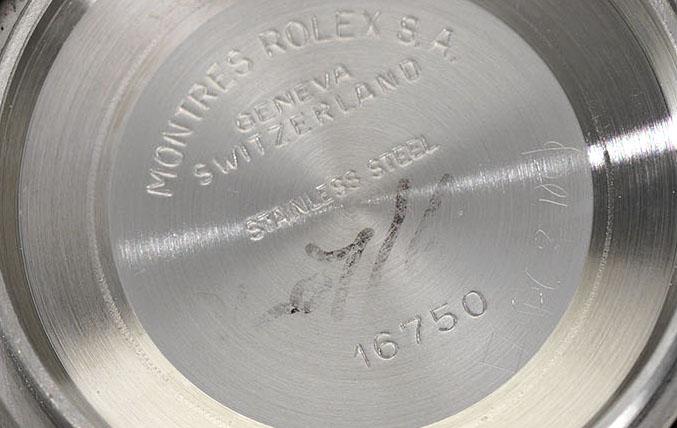 MONTRES ROLEX S.A.
GENEVA
SWITZERLAND
STAINLESS STEEL
16750